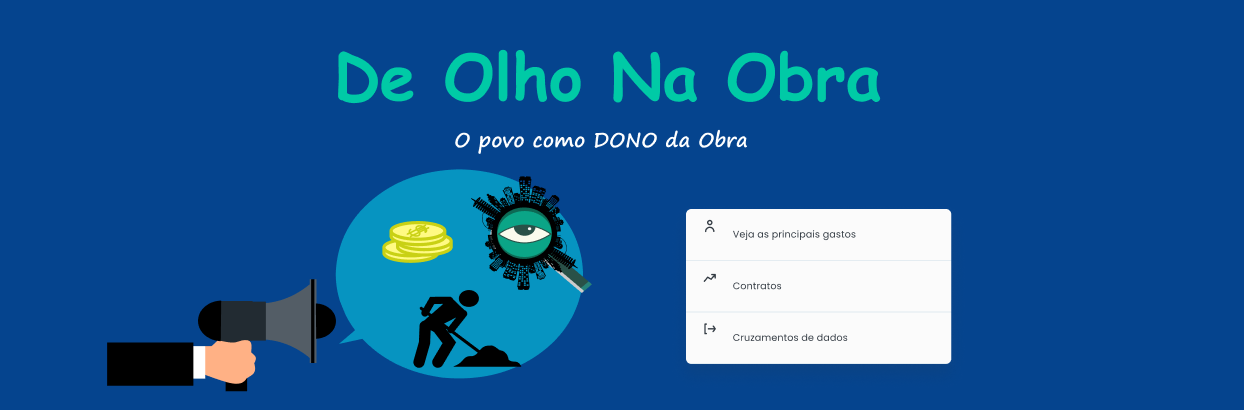 De Olho Na Obra
O povo como DONO da Obra
Veja as principais gastos
Contratos
Cruzamentos de dados